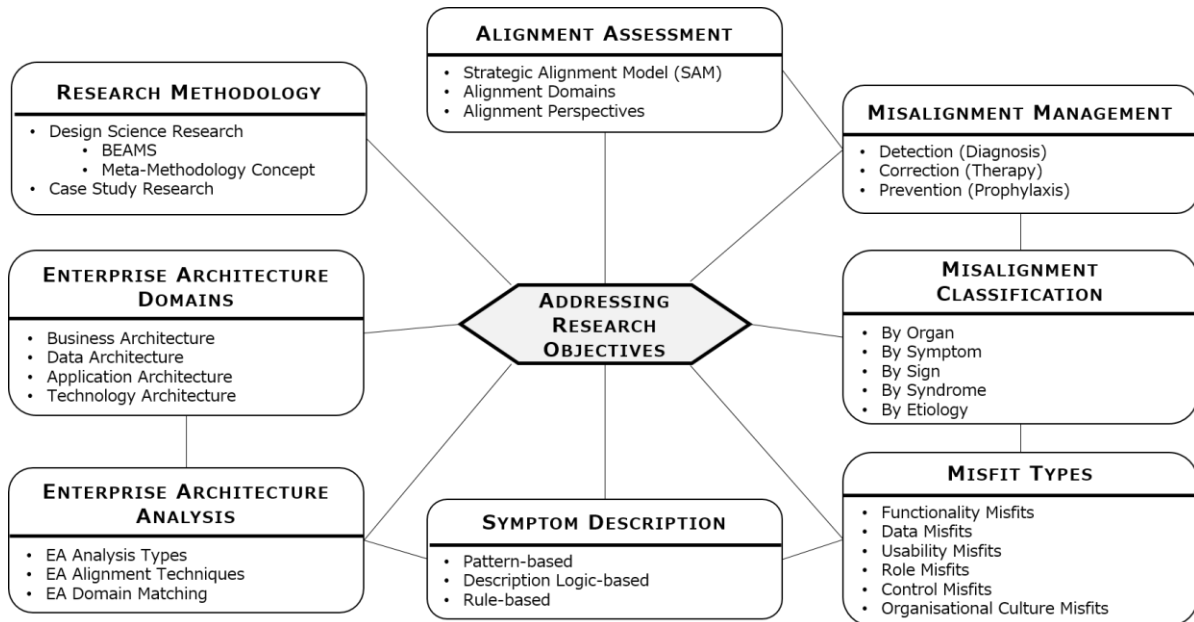 ALIGNMENT ASSESSMENT
• Strategic Alignment Model (SAM)
• Alignment Domains
• Alignment Perspectives
RESEARCH METHODOLOGY
• Design Science Research
• BEAMS
• Meta-Methodology Concept
• Case Study Research
MISALIGNMENT MANAGEMENT
• Detection (Diagnosis)
• Correction (Therapy)
• Prevention (Prophylaxis)
ENTERPRISE ARCHITECTURE
DOMAINS
• Business Architecture
• Data Architecture
• Application Architecture
• Technology Architecture
ADDRESSING
RESEARCH
OBJECTIVES
MISALIGNMENT
CLASSIFICATION
• By Organ
• By Symptom
• By Sign
• By Syndrome
• By Etiology
ENTERPRISE ARCHITECTURE
ANALYSIS
• EA Analysis Types
• EA Alignment Techniques
• EA Domain Matching
SYMPTOM DESCRIPTION
• Pattern-based
• Description Logic-based
• Rule-based
MISFIT TYPES
• Functionality Misfits
• Data Misfits
• Usability Misfits
• Role Misfits
• Control Misfits
• Organisational Culture Misfits